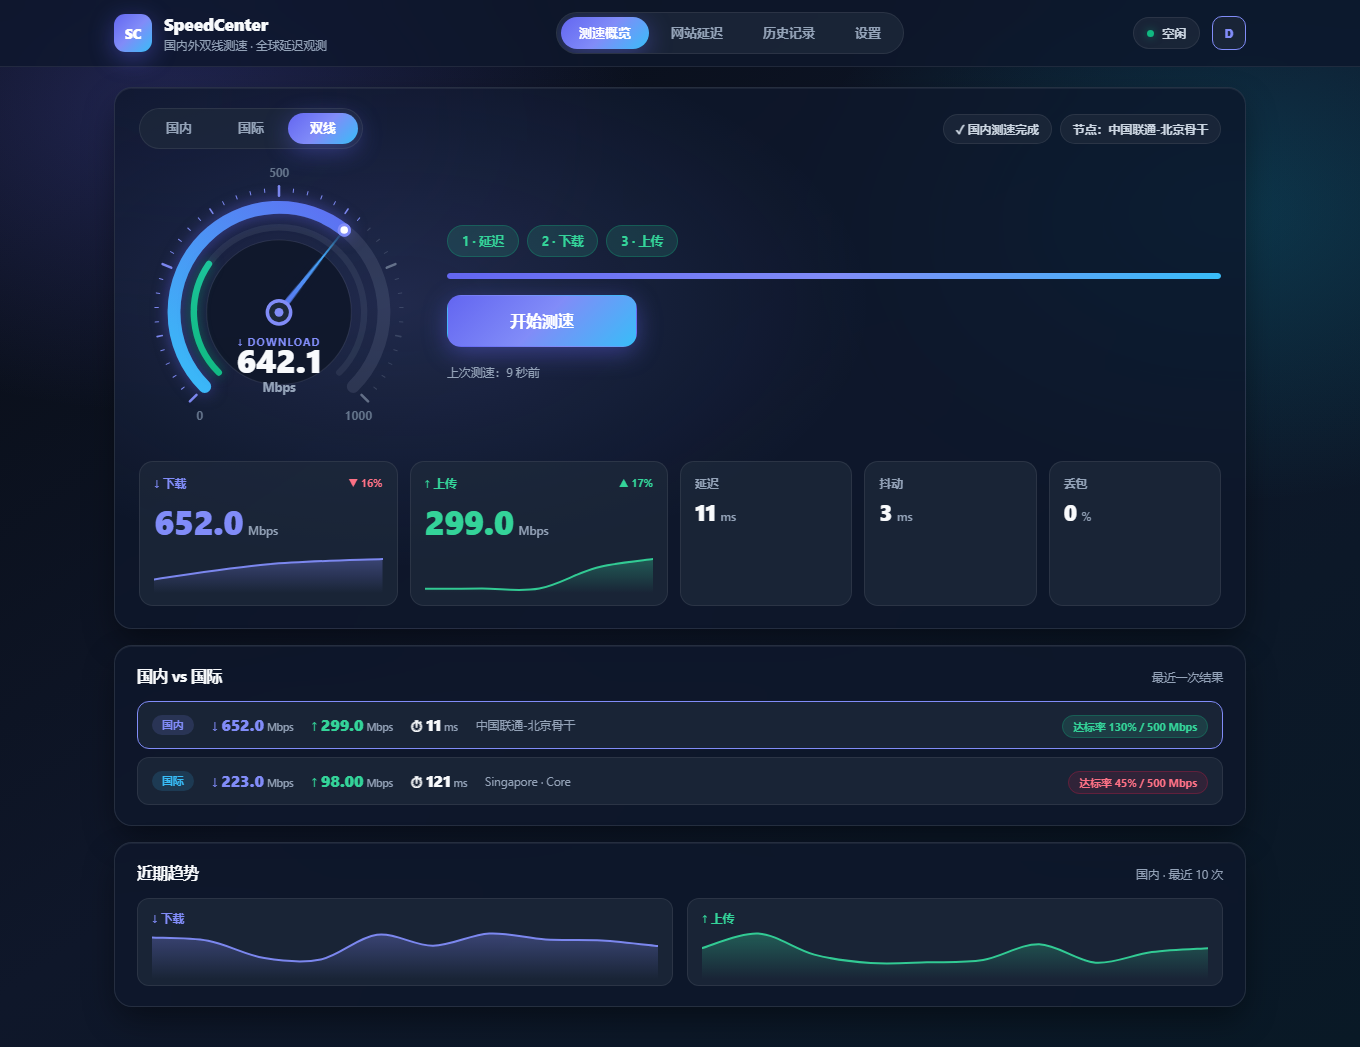 SC
SpeedCenter
国内外双线测速 · 全球延迟观测
测速概览
网站延迟
历史记录
设置
空闲
D
国内
国际
双线
✓ 国内测速完成
节点：中国联通-北京骨干
500
↓ DOWNLOAD
642.1
Mbps
0
1000
1 · 延迟
2 · 下载
3 · 上传
开始测速
上次测速：9 秒前
↓ 下载
▼ 16%
652.0 Mbps
↑ 上传
▲ 17%
299.0 Mbps
延迟
11 ms
抖动
3 ms
丢包
0 %
国内 vs 国际
最近一次结果
国内 ↓ 652.0 Mbps ↑ 299.0 Mbps ⏱ 11 ms 中国联通-北京骨干 达标率 130% / 500 Mbps
国际 ↓ 223.0 Mbps ↑ 98.00 Mbps ⏱ 121 ms Singapore · Core 达标率 45% / 500 Mbps
近期趋势
国内 · 最近 10 次
↓ 下载
↑ 上传